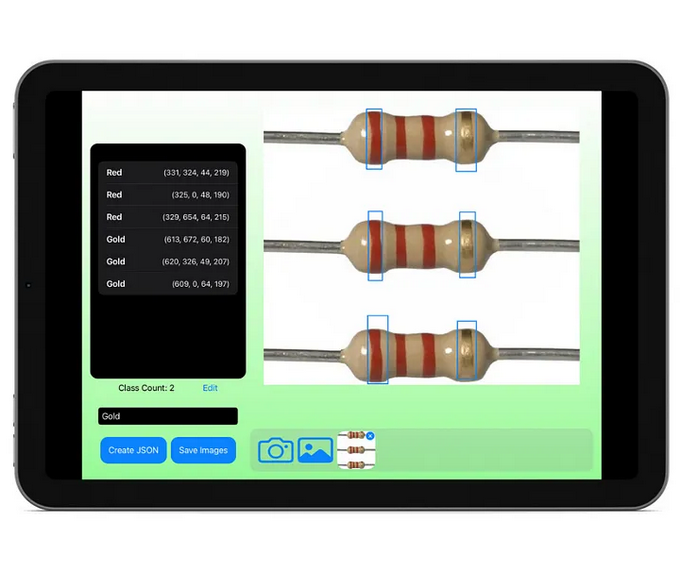 Red (331, 324, 44, 219)
Red (325, 0, 48, 190)
Red (329, 654, 64, 215)
Gold (613, 672, 60, 182)
Gold (620, 326, 49, 207)
Gold (609, 0, 64, 197)
Class Count: 2 Edit
Gold
Create JSON Save Images